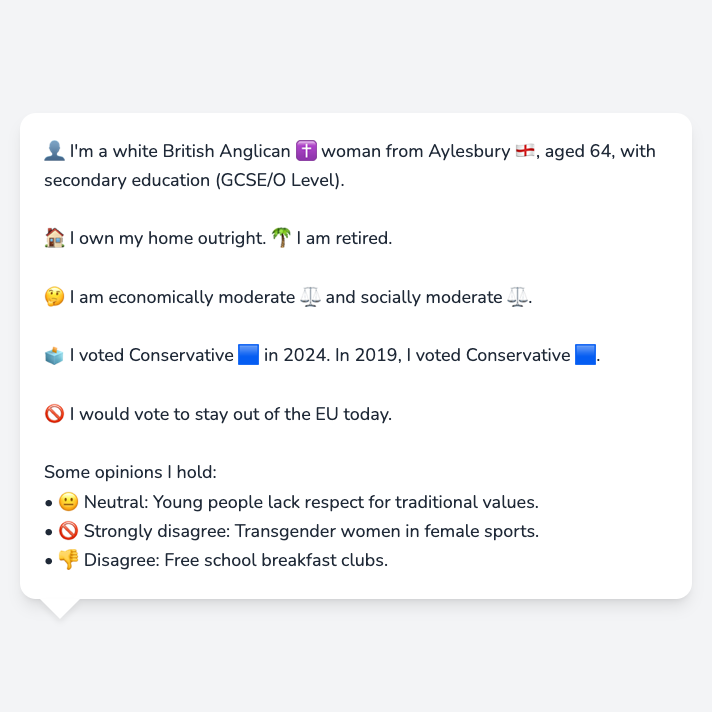 👤 I'm a white British Anglican ✝️ woman from Aylesbury 🏴󠁧󠁢󠁥󠁮󠁧󠁿, aged 64, with
secondary education (GCSE/O Level).
🏠 I own my home outright. 🌴 I am retired.
🤔 I am economically moderate ⚖️ and socially moderate ⚖️.
🗳️ I voted Conservative 🟦 in 2024. In 2019, I voted Conservative 🟦.
🚫 I would vote to stay out of the EU today.
Some opinions I hold:
• 😐 Neutral: Young people lack respect for traditional values.
• 🚫 Strongly disagree: Transgender women in female sports.
• 👎 Disagree: Free school breakfast clubs.